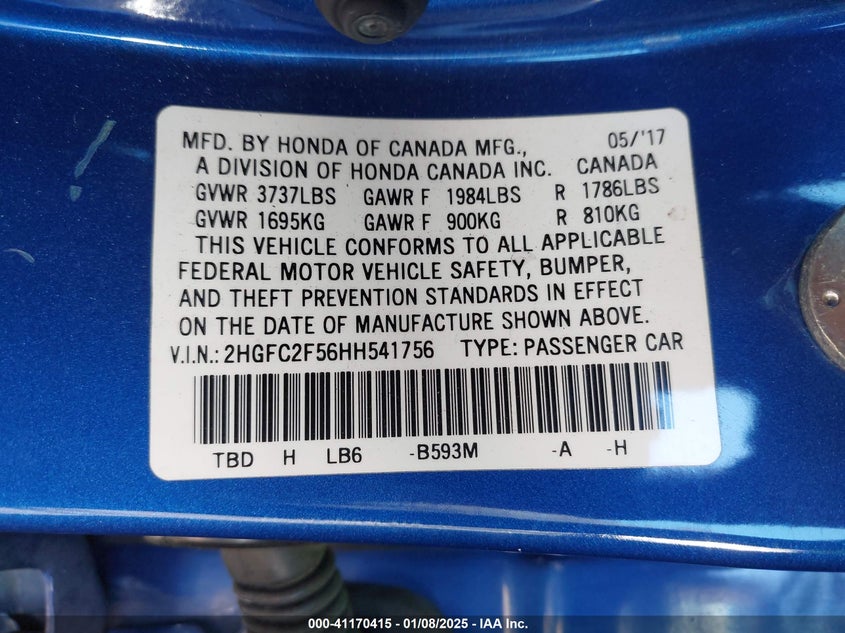 MFD. BY HONDA OF CANADA MFG., 05/'17
A DIVISION OF HONDA CANADA INC. CANADA
GVWR 3737LBS GAWR F 1984LBS R 1786LBS
GVWR 1695KG GAWR F 900KG R 810KG
THIS VEHICLE CONFORMS TO ALL APPLICABLE
FEDERAL MOTOR VEHICLE SAFETY, BUMPER,
AND THEFT PREVENTION STANDARDS IN EFFECT
ON THE DATE OF MANUFACTURE SHOWN ABOVE.
V.I.N.: 2HGFC2F56HH541756 TYPE: PASSENGER CAR
TBD H LB6 -B593M -A -H
000-41170415 - 01/08/2025 - IAA Inc.